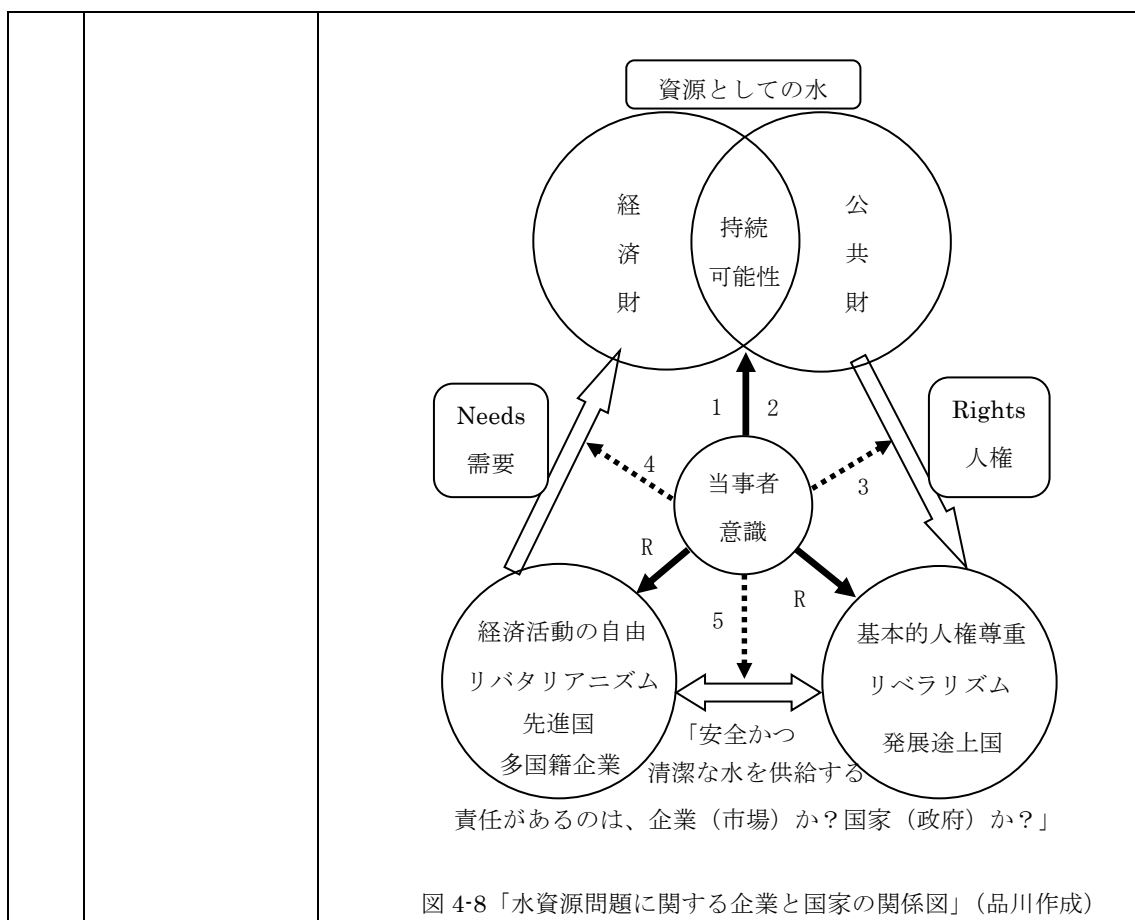 資源としての水
経
済
財
持続
可能性
公
共
財
Needs
需要
1
2
Rights
人権
4
3
当事者
意識
R
R
5
経済活動の自由
リバタリアニズム
先進国
多国籍企業
基本的人権尊重
リベラリズム
発展途上国
「安全かつ
清潔な水を供給する
責任があるのは、企業（市場）か？国家（政府）か？」
図 4-8「水資源問題に関する企業と国家の関係図」（品川作成）